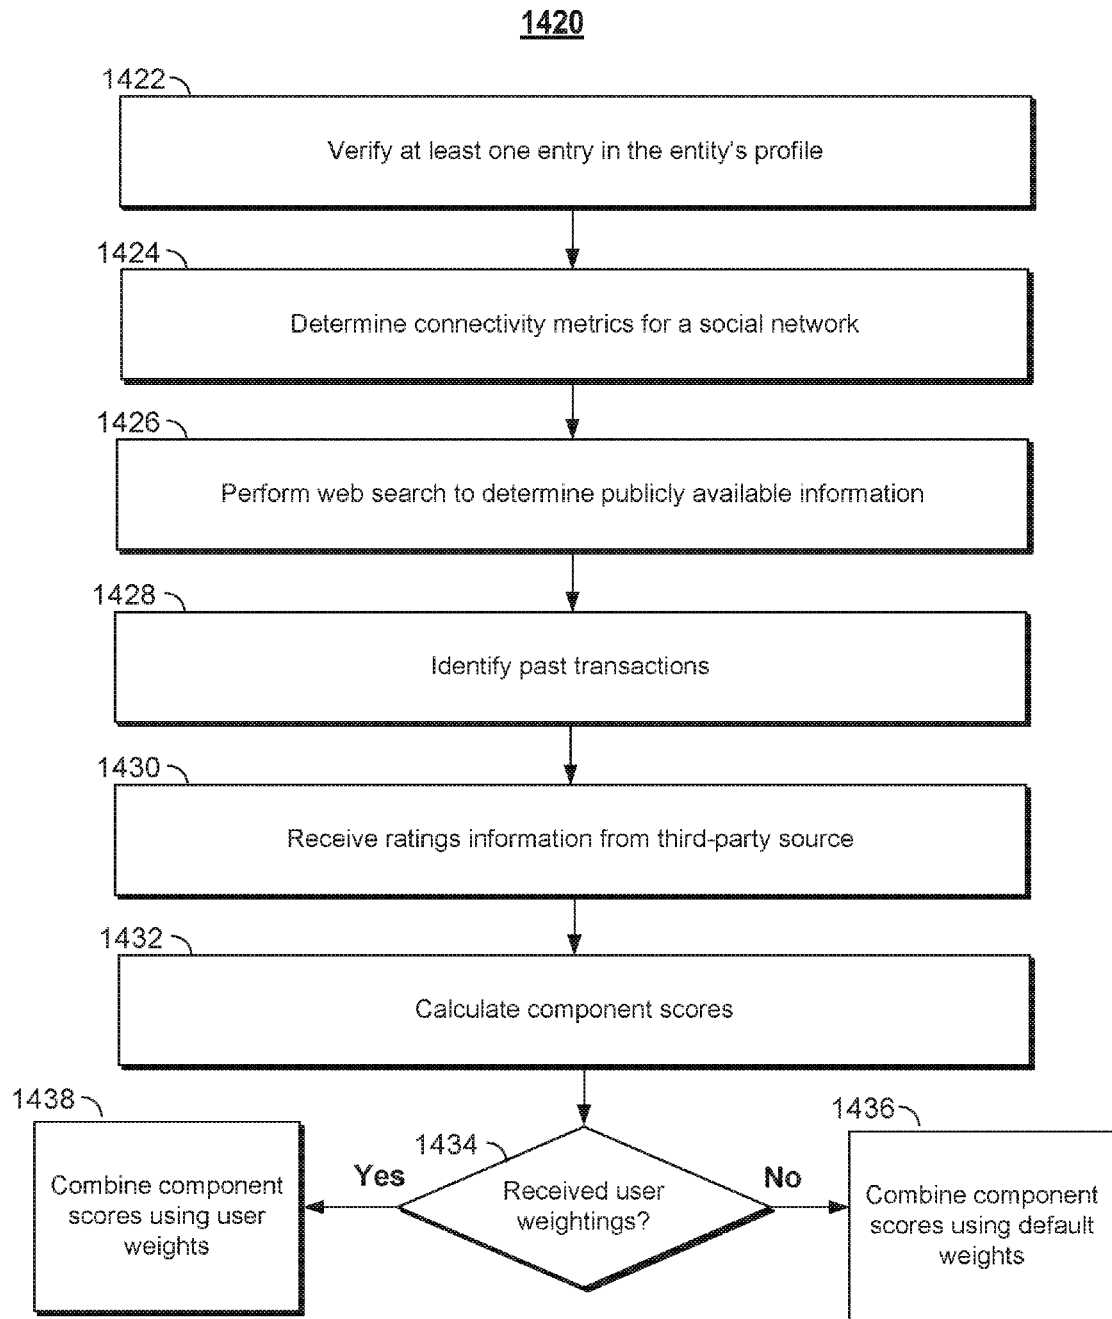 1420
1422
Verify at least one entry in the entity's profile
1424
Determine connectivity metrics for a social network
1426
Perform web search to determine publicly available information
1428
Identify past transactions
1430
Receive ratings information from third-party source
1432
Calculate component scores
1438
Combine component
scores using user
weights
Yes
1434
Received user
weightings?
No
1436
Combine component
scores using default
weights